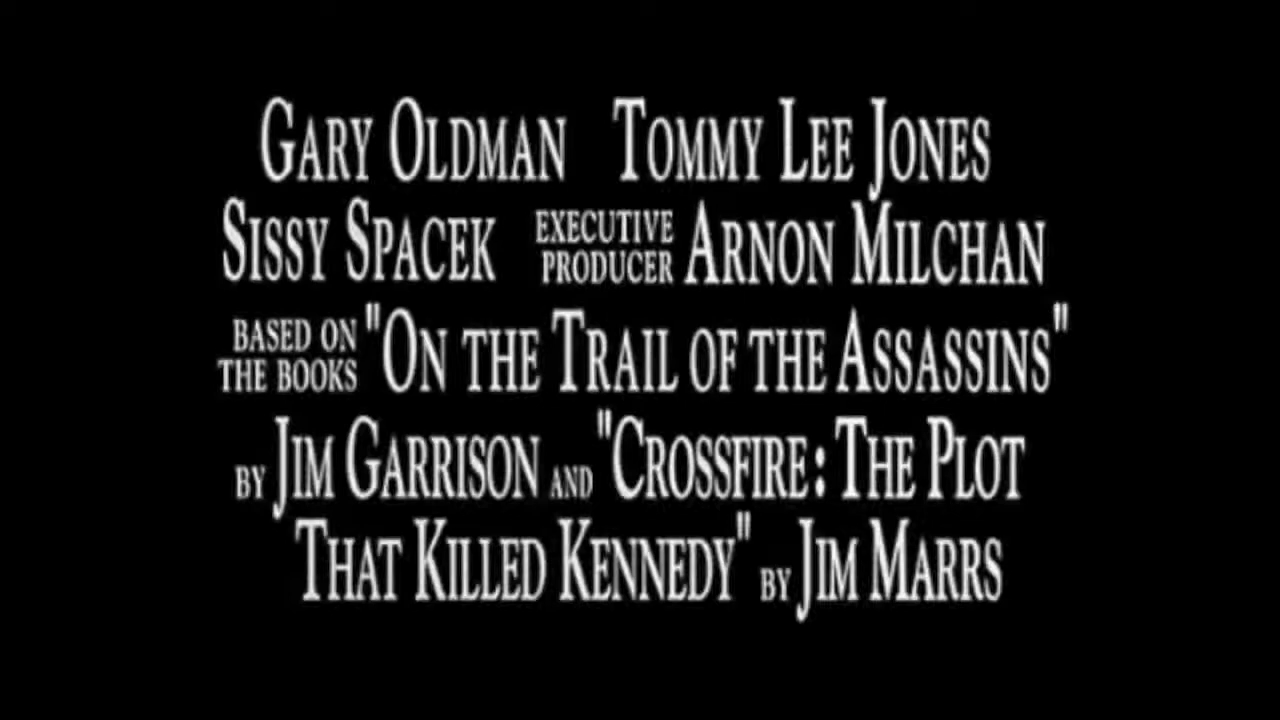 GARY OLDMAN TOMMY LEE JONES
SISSY SPACEK EXECUTIVE PRODUCER ARNON MILCHAN
BASED ON THE BOOKS "ON THE TRAIL OF THE ASSASSINS"
BY JIM GARRISON AND "CROSSFIRE: THE PLOT
THAT KILLED KENNEDY" BY JIM MARRS